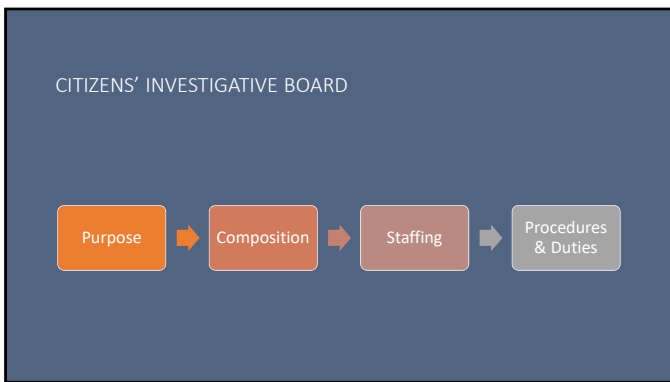 CITIZENS’ INVESTIGATIVE BOARD
Purpose
Composition
Staffing
Procedures
& Duties